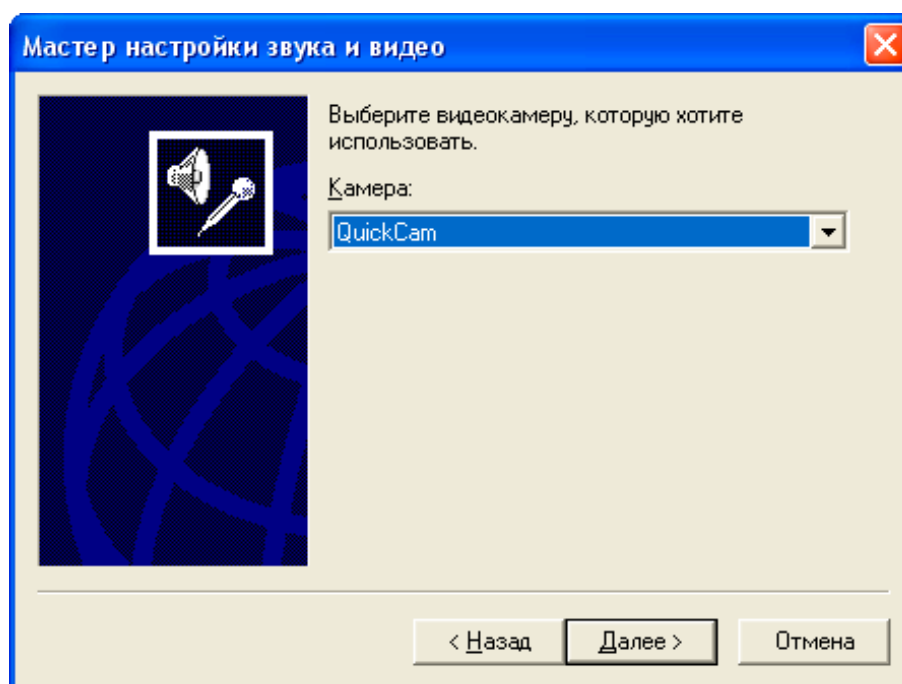 Мастер настройки звука и видео
Выберите видеокамеру, которую хотите
использовать.
Камера:
QuickCam
< Назад
Далее >
Отмена